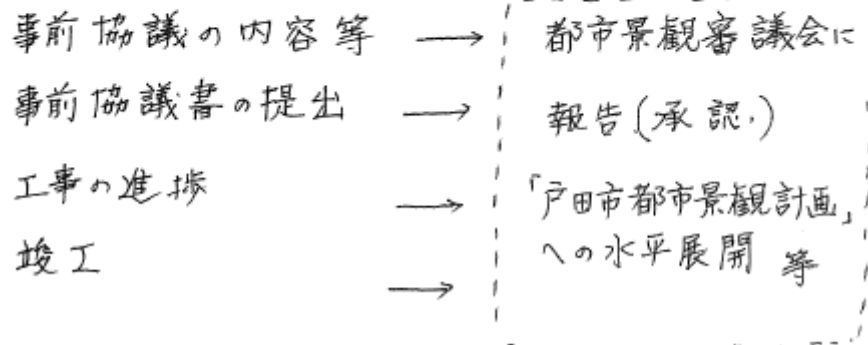 事前協議の内容等 →
事前協議書の提出 →
工事の進捗 →
竣工 →
都市景観審議会に
報告(承認,)
「戸田市都市景観計画」
への水平展開 等